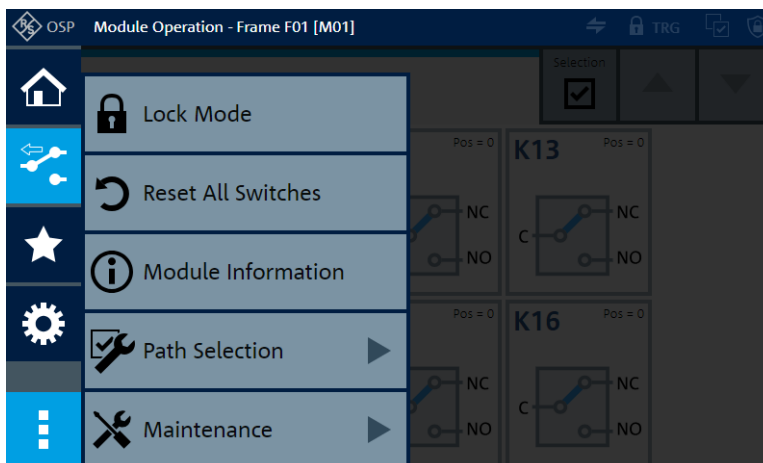 R&S OSP Module Operation - Frame F01 [M01] TRG
Selection
Lock Mode
Pos = 0 K13 Pos = 0
Reset All Switches
NC NC
C
NO NO
Module Information
Pos = 0 K16 Pos = 0
Path Selection
NC NC
C
Maintenance NO NO